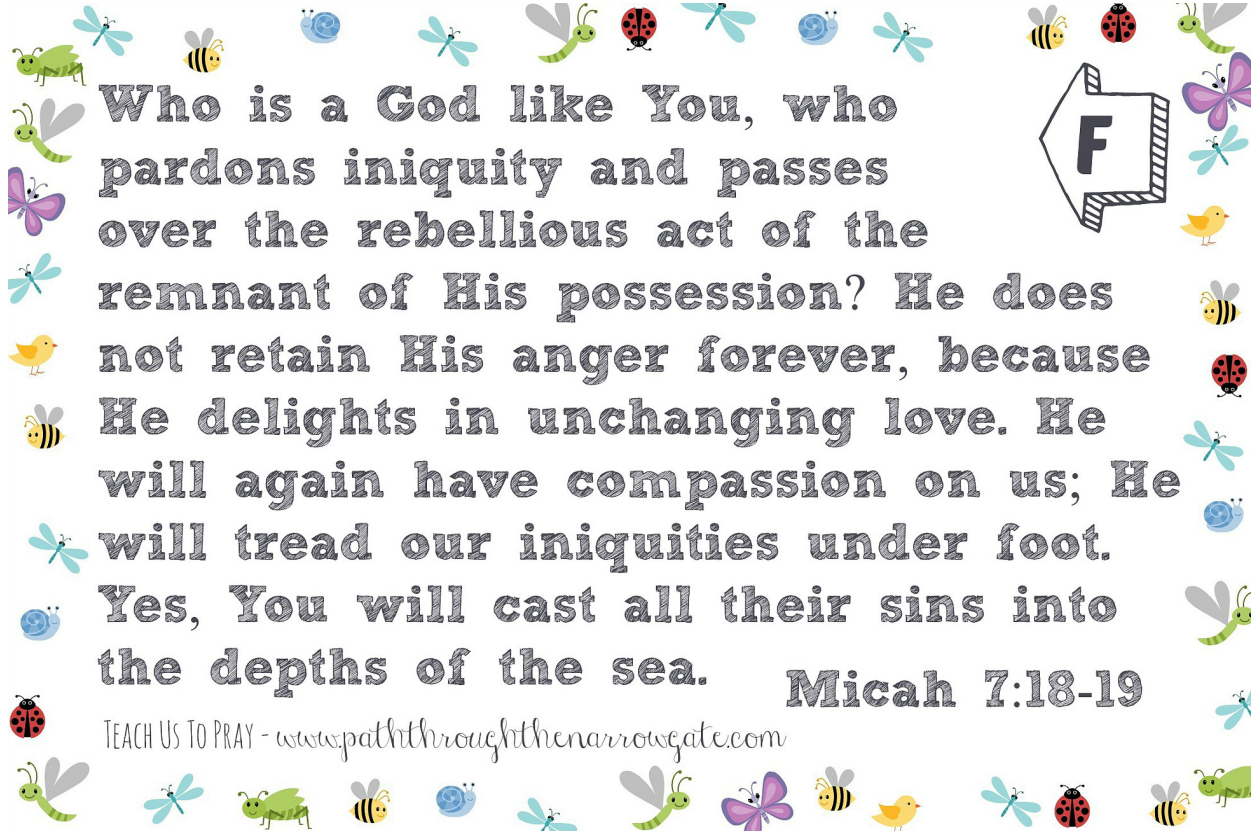 Who is a God like You, who
pardons iniquity and passes
over the rebellious act of the
remnant of His possession? He does
not retain His anger forever, because
He delights in unchanging love. He
will again have compassion on us; He
will tread our iniquities under foot.
Yes, You will cast all their sins into
the depths of the sea.
Micah 7:18-19
Teach Us To Pray - www.paththroughthenarrowgate.com
F